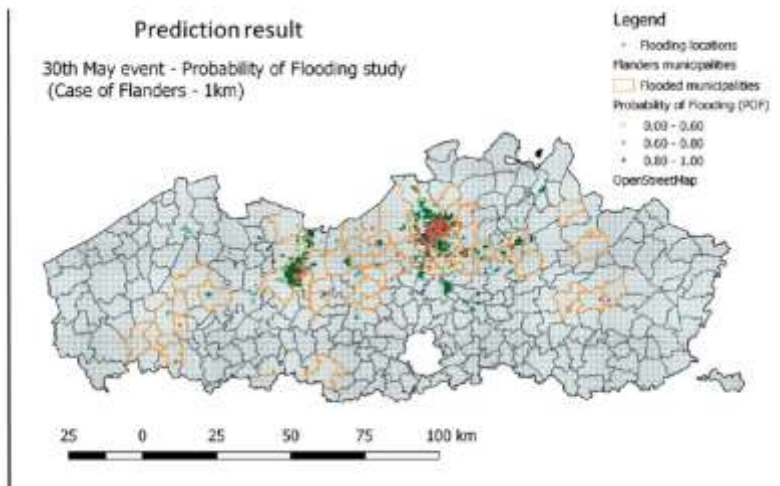 Prediction result
30th May event - Probability of Flooding study
(Case of Flanders - 1km)
Legend
Flooding locations
Flanders municipalities
Flooded municipalities
Probability of Flooding (POF)
0.00 - 0.60
0.60 - 0.80
0.80 - 1.00
OpenStreetMap
25 0 25 50 75 100 km